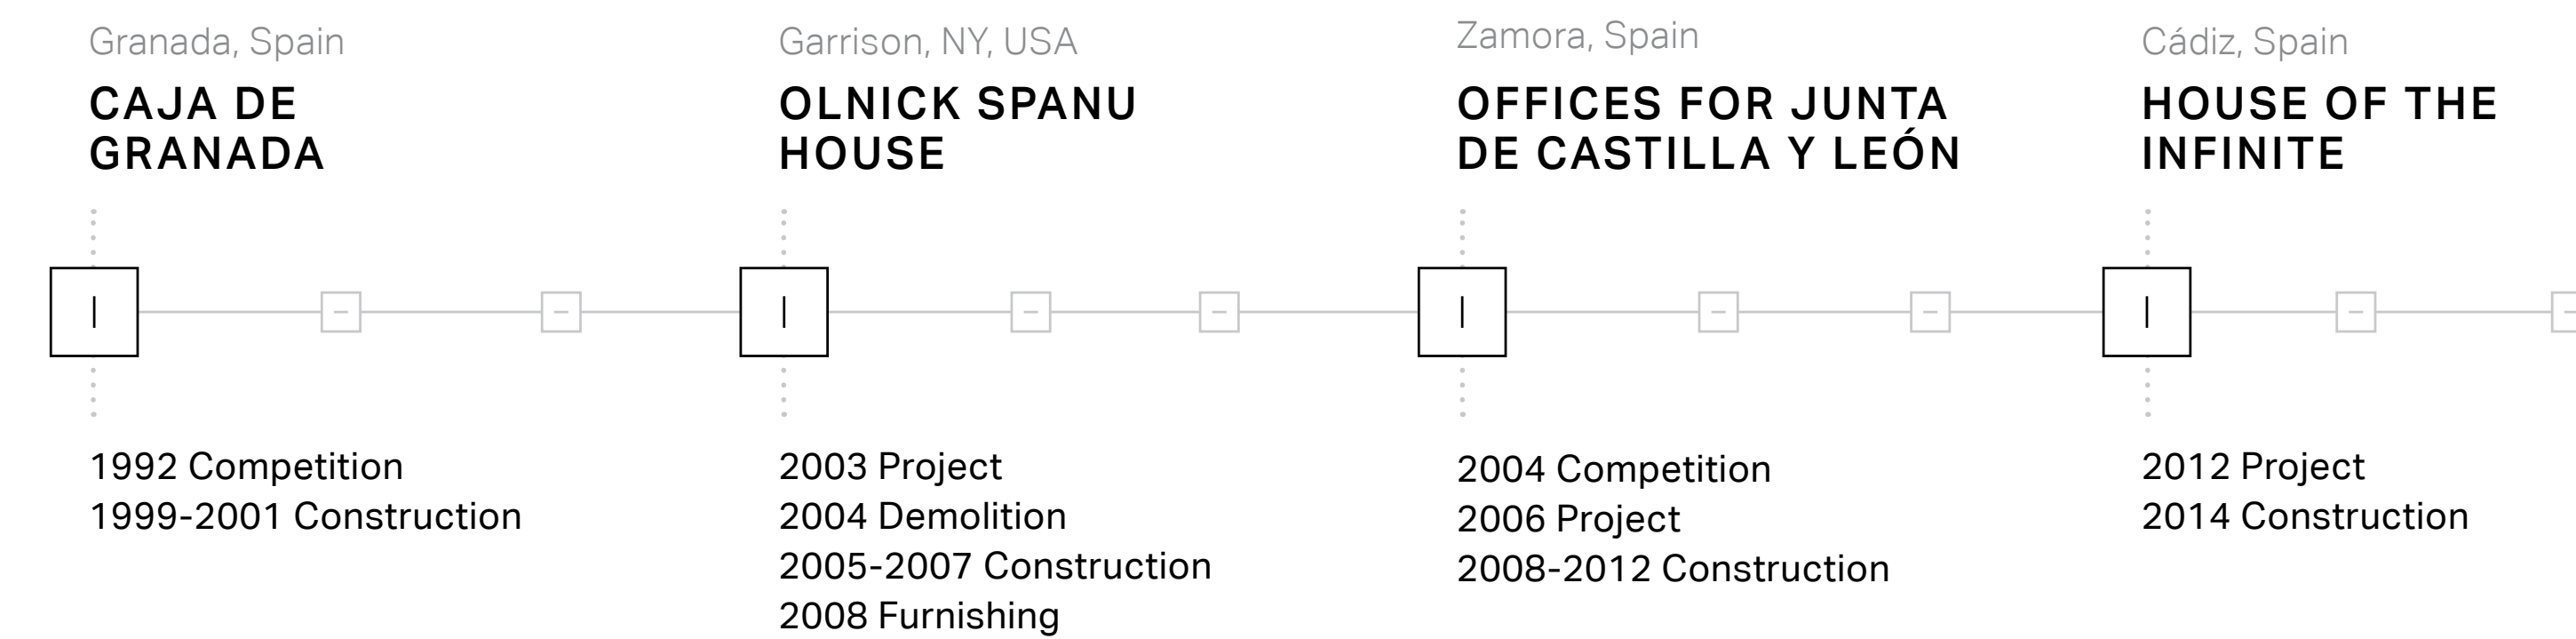 Granada, Spain
CAJA DE
GRANADA
1992 Competition
1999-2001 Construction
Garrison, NY, USA
OLNICK SPANU
HOUSE
2003 Project
2004 Demolition
2005-2007 Construction
2008 Furnishing
Zamora, Spain
OFFICES FOR JUNTA
DE CASTILLA Y LEÓN
2004 Competition
2006 Project
2008-2012 Construction
Cádiz, Spain
HOUSE OF THE
INFINITE
2012 Project
2014 Construction